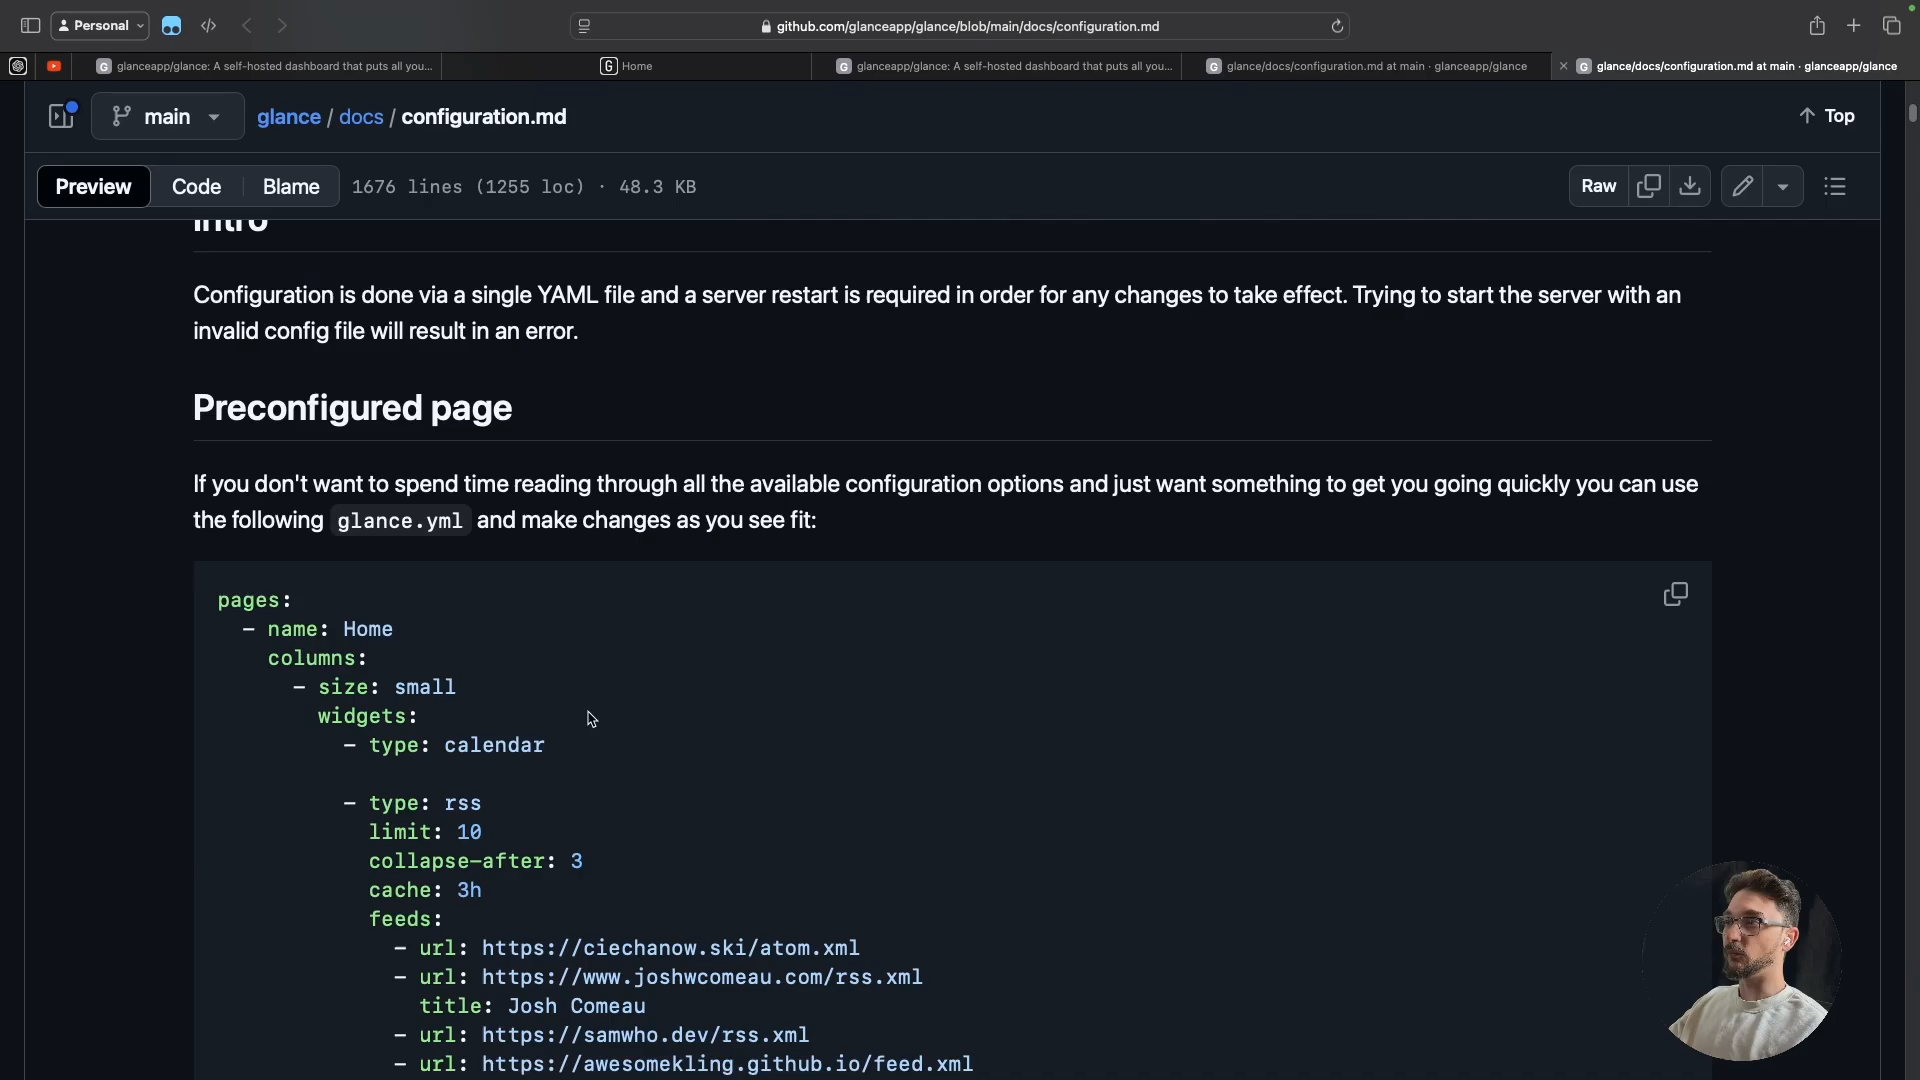 Personal
github.com/glanceapp/glance/blob/main/docs/configuration.md
glanceapp/glance: A self-hosted dashboard that puts all you...
Home
glanceapp/glance: A self-hosted dashboard that puts all you...
glance/docs/configuration.md at main · glanceapp/glance
glance/docs/configuration.md at main · glanceapp/glance
main
glance / docs / configuration.md
Top
Preview
Code
Blame
1676 lines (1255 loc) · 48.3 KB
Raw
Intro
Configuration is done via a single YAML file and a server restart is required in order for any changes to take effect. Trying to start the server with an
invalid config file will result in an error.
Preconfigured page
If you don't want to spend time reading through all the available configuration options and just want something to get you going quickly you can use
the following glance.yml and make changes as you see fit:
pages:
- name: Home
columns:
- size: small
widgets:
- type: calendar
- type: rss
limit: 10
collapse-after: 3
cache: 3h
feeds:
- url: https://ciechanow.ski/atom.xml
- url: https://www.joshwcomeau.com/rss.xml
title: Josh Comeau
- url: https://samwho.dev/rss.xml
- url: https://awesomekling.github.io/feed.xml